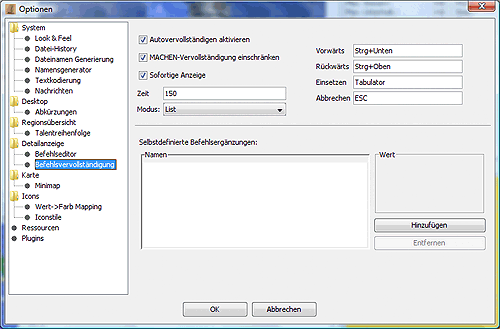 Optionen
System
Look & Feel
Datei-History
Dateinamen Generierung
Namensgenerator
Textkodierung
Nachrichten
Desktop
Abkürzungen
Regionsübersicht
Talentreihenfolge
Detailanzeige
Befehlseditor
Befehlsvervollständigung
Karte
Minimap
Icons
Wert->Farb Mapping
Iconstile
Ressourcen
Plugins
Autovervollständigen aktivieren
MACHEN-Vervollständigung einschränken
Sofortige Anzeige
Zeit 150
Modus: List
Vorwärts Strg+Unten
Rückwärts Strg+Oben
Einsetzen Tabulator
Abbrechen ESC
Selbstdefinierte Befehlsergänzungen:
Namen
Wert
Hinzufügen
Entfernen
OK Abbrechen